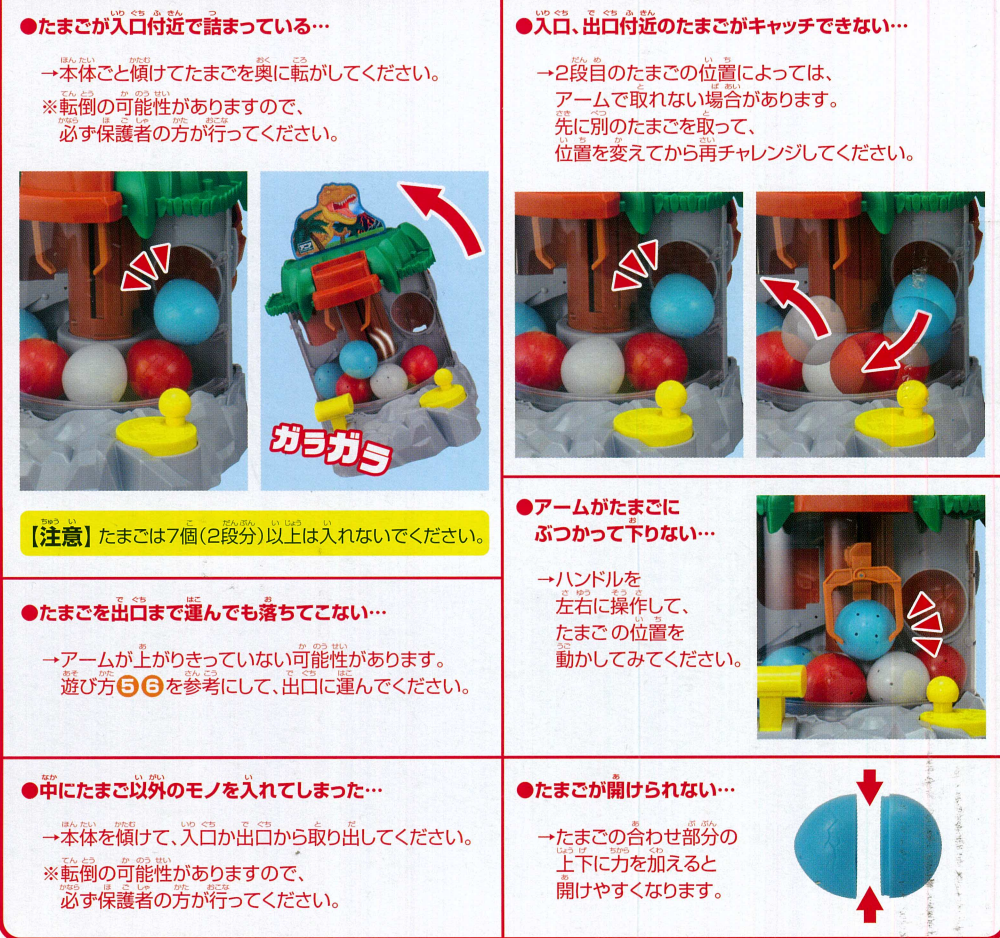 ●たまごが入口付近で詰まっている…
→本体ごと傾けてたまごを奥に転がしてください。
※転倒の可能性がありますので、
必ず保護者の方が行ってください。
ガラガラ
【注意】たまごは7個(2段分)以上は入れないでください。
●たまごを出口まで運んでも落ちてこない…
→アームが上がりきっていない可能性があります。
遊び方❺❻を参考にして、出口に運んでください。
●中にたまご以外のモノを入れてしまった…
→本体を傾けて、入口か出口から取り出してください。
※転倒の可能性がありますので、
必ず保護者の方が行ってください。
●入口、出口付近のたまごがキャッチできない…
→2段目のたまごの位置によっては、
アームで取れない場合があります。
先に別のたまごを取って、
位置を変えてから再チャレンジしてください。
●アームがたまごに
ぶつかって下りない…
→ハンドルを
左右に操作して、
たまごの位置を
動かしてみてください。
●たまごが開けられない…
→たまごの合わせ部分の
上下に力を加えると
開けやすくなります。